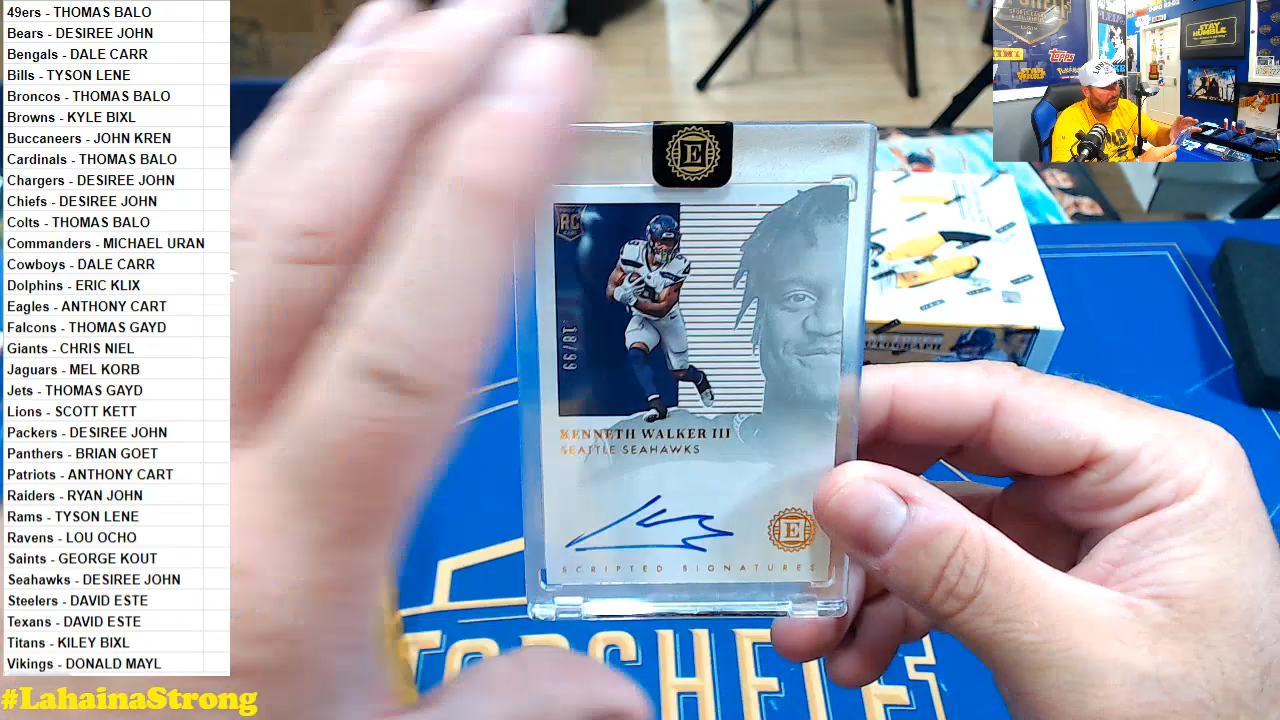 49ers - THOMAS BALO
Bears - DESIREE JOHN
Bengals - DALE CARR
Bills - TYSON LENE
Broncos - THOMAS BALO
Browns - KYLE BIXL
Buccaneers - JOHN KREN
Cardinals - THOMAS BALO
Chargers - DESIREE JOHN
Chiefs - DESIREE JOHN
Colts - THOMAS BALO
Commanders - MICHAEL URAN
Cowboys - DALE CARR
Dolphins - ERIC KLIX
Eagles - ANTHONY CART
Falcons - THOMAS GAYD
Giants - CHRIS NIEL
Jaguars - MEL KORB
Jets - THOMAS GAYD
Lions - SCOTT KETT
Packers - DESIREE JOHN
Panthers - BRIAN GOET
Patriots - ANTHONY CART
Raiders - RYAN JOHN
Rams - TYSON LENE
Ravens - LOU OCHO
Saints - GEORGE KOUT
Seahawks - DESIREE JOHN
Steelers - DAVID ESTE
Texans - DAVID ESTE
Titans - KILEY BIXL
Vikings - DONALD MAYL
#LahainaStrong
E
RC
18/99
KENNETH WALKER III
SEATTLE SEAHAWKS
E
SCRIPTED SIGNATURES
AUTOGRAPH
TOPSHELF
STAY
HUMBLE
Topps
STAR
WARS